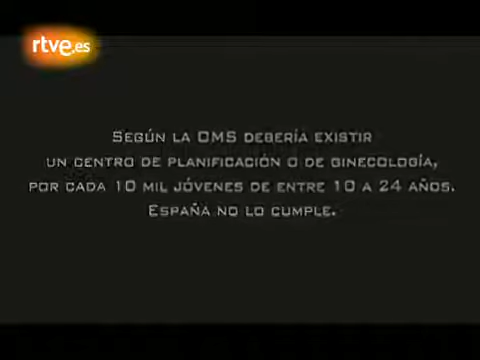 rtve.es
Según la OMS debería existir
un centro de planificación o de ginecología,
por cada 10 mil jóvenes de entre 10 a 24 años.
España no lo cumple.